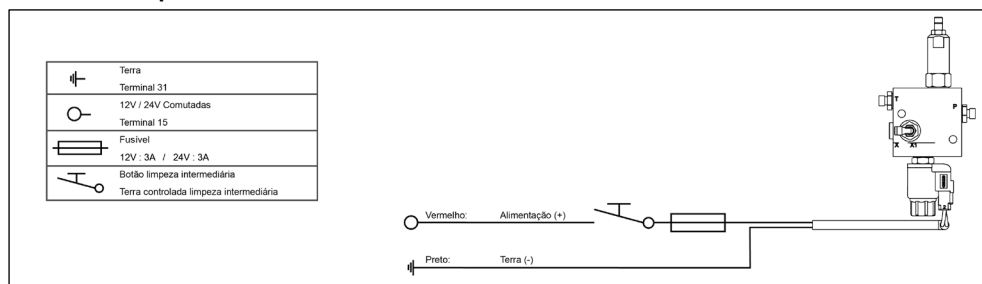 Terra
Terminal 31
12V / 24V Comutadas
Terminal 15
Fusível
12V : 3A / 24V : 3A
Botão limpeza intermediária
Terra controlada limpeza intermediária
T
P
X X1
Vermelho: Alimentação (+)
Preto: Terra (-)